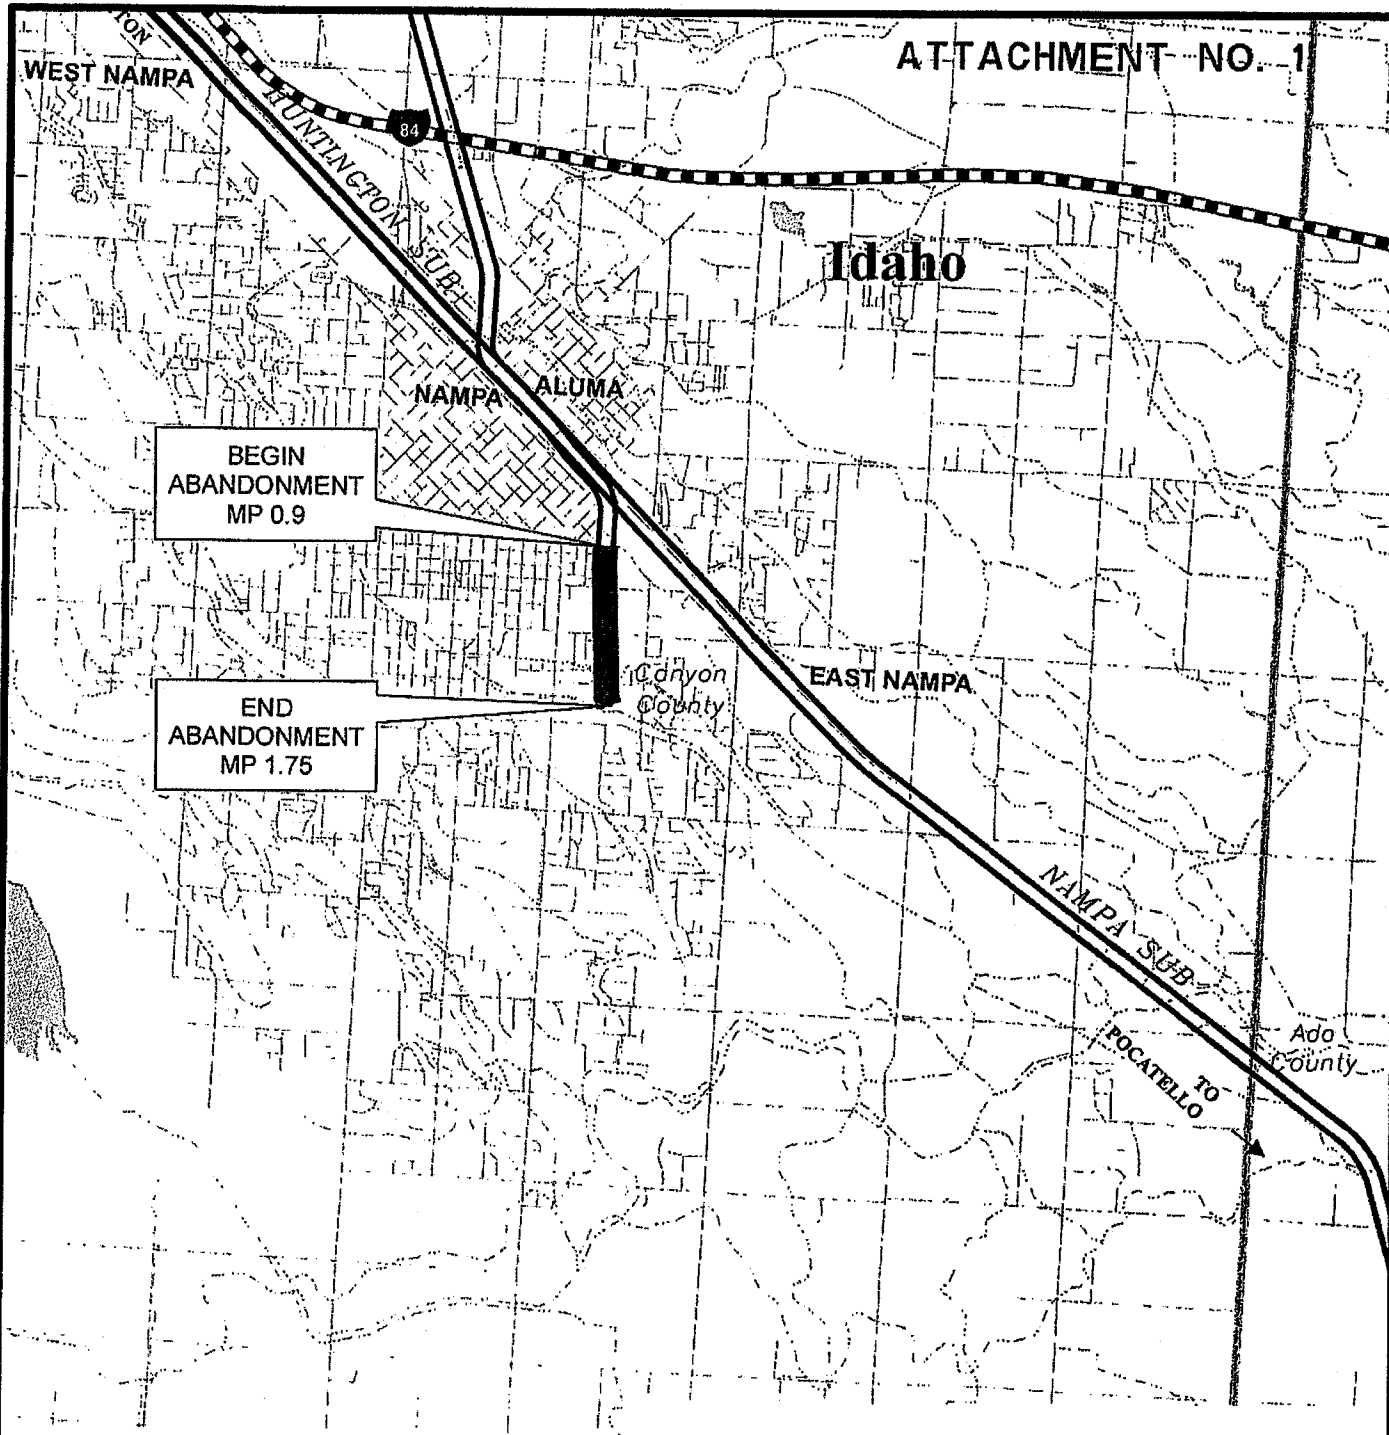 ATTACHMENT NO. 1
TON
WEST NAMPA
84
HUNTINGTON SUB
Idaho
NAMPA
ALUMA
BEGIN
ABANDONMENT
MP 0.9
Canyon
County
EAST NAMPA
END
ABANDONMENT
MP 1.75
NAMPA SUB
Ada
County
TO
POCATELLO